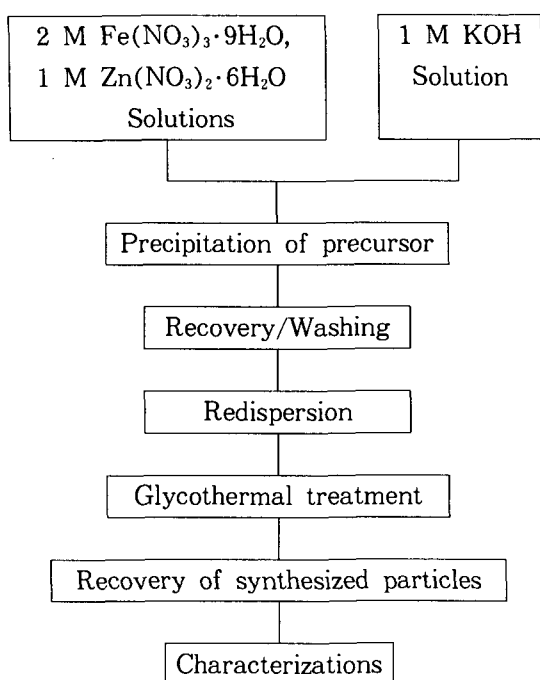 2 M Fe(NO₃)₃·9H₂O,
1 M Zn(NO₃)₂·6H₂O
Solutions
1 M KOH
Solution
Precipitation of precursor
Recovery/Washing
Redispersion
Glycothermal treatment
Recovery of synthesized particles
Characterizations